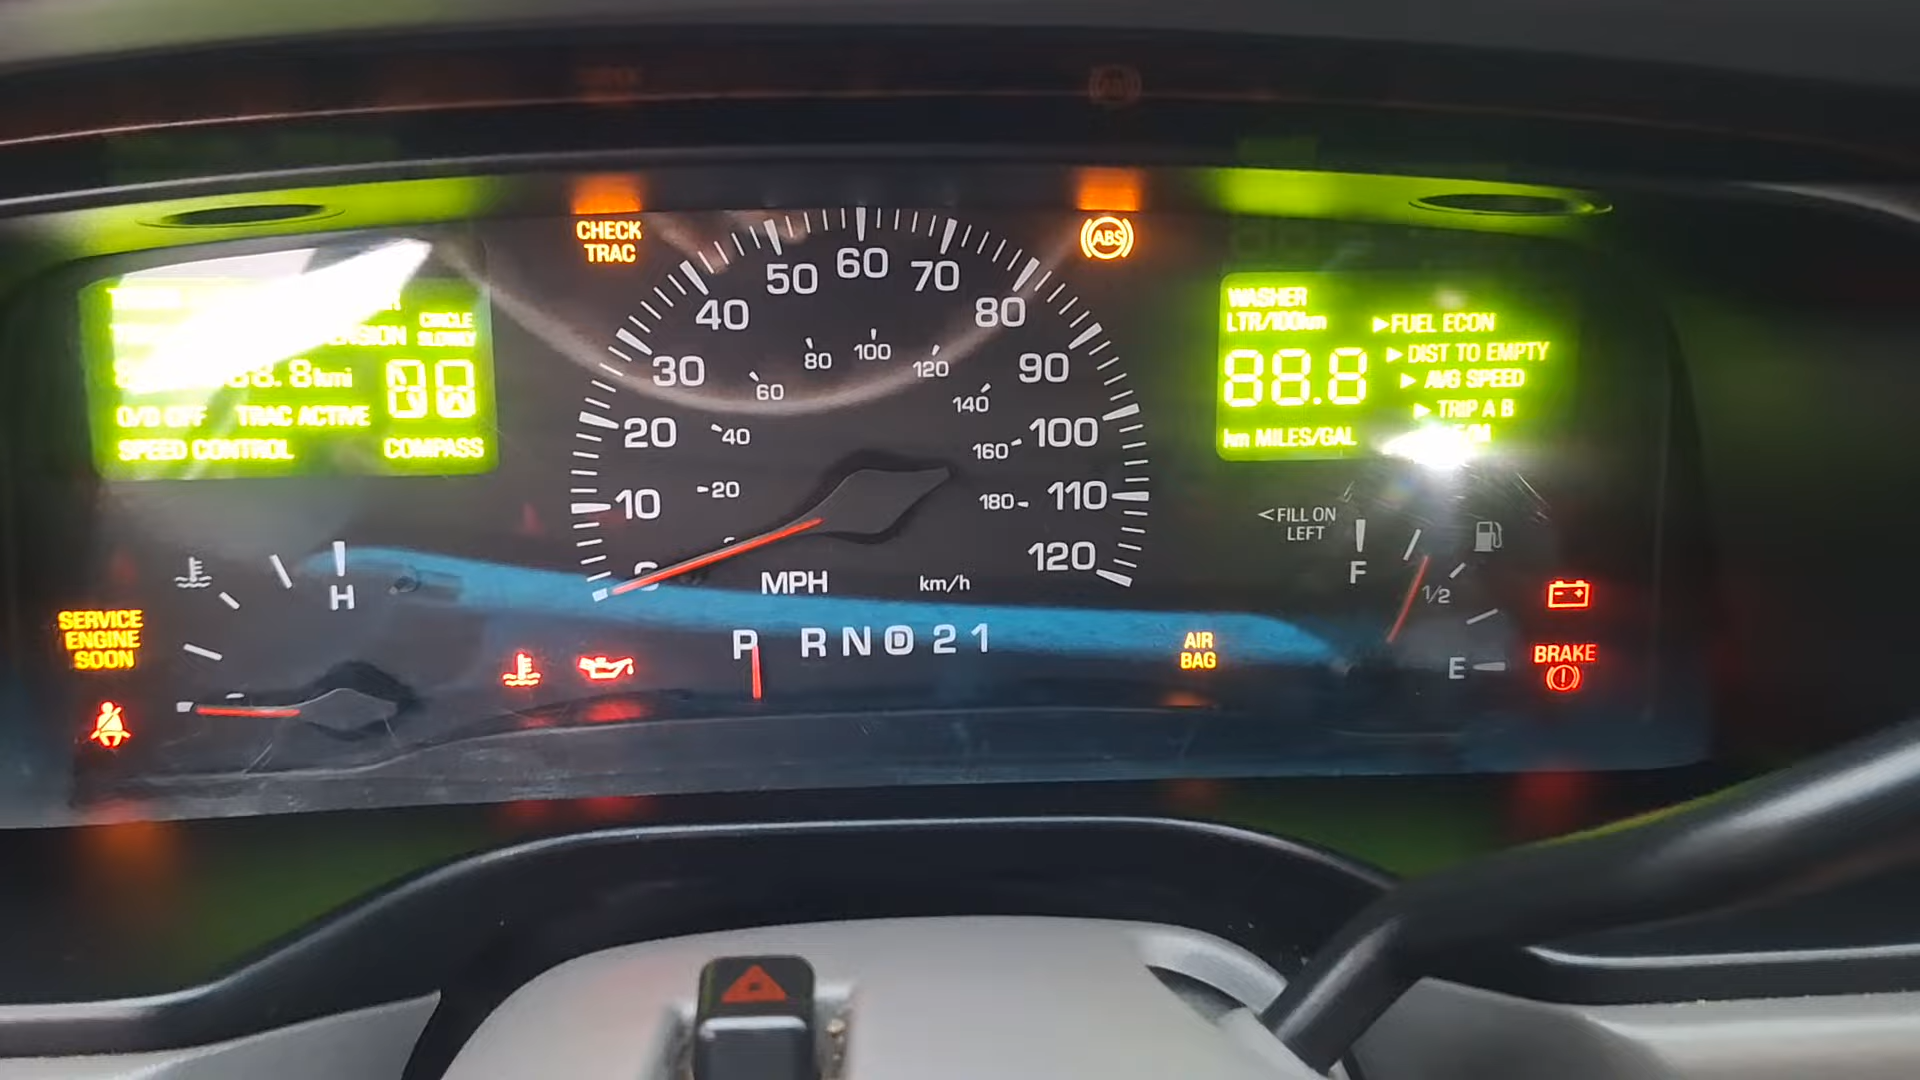 CHECK
TRAC
ABS
CIRCLE
SLOWLY
8.8 kmi
O/D OFF TRAC ACTIVE
SPEED CONTROL COMPASS
WASHER
LTR/100km
►FUEL ECON
►DIST TO EMPTY
88.8
►AVG SPEED
►TRIP A B
km MILES/GAL
10
20
30
40
50
60
70
80
90
100
110
120
20
40
60
80
100
120
140
160
180
MPH km/h
<FILL ON
LEFT
F
1/2
E
H
SERVICE
ENGINE
SOON
P R N D 2 1
AIR
BAG
BRAKE